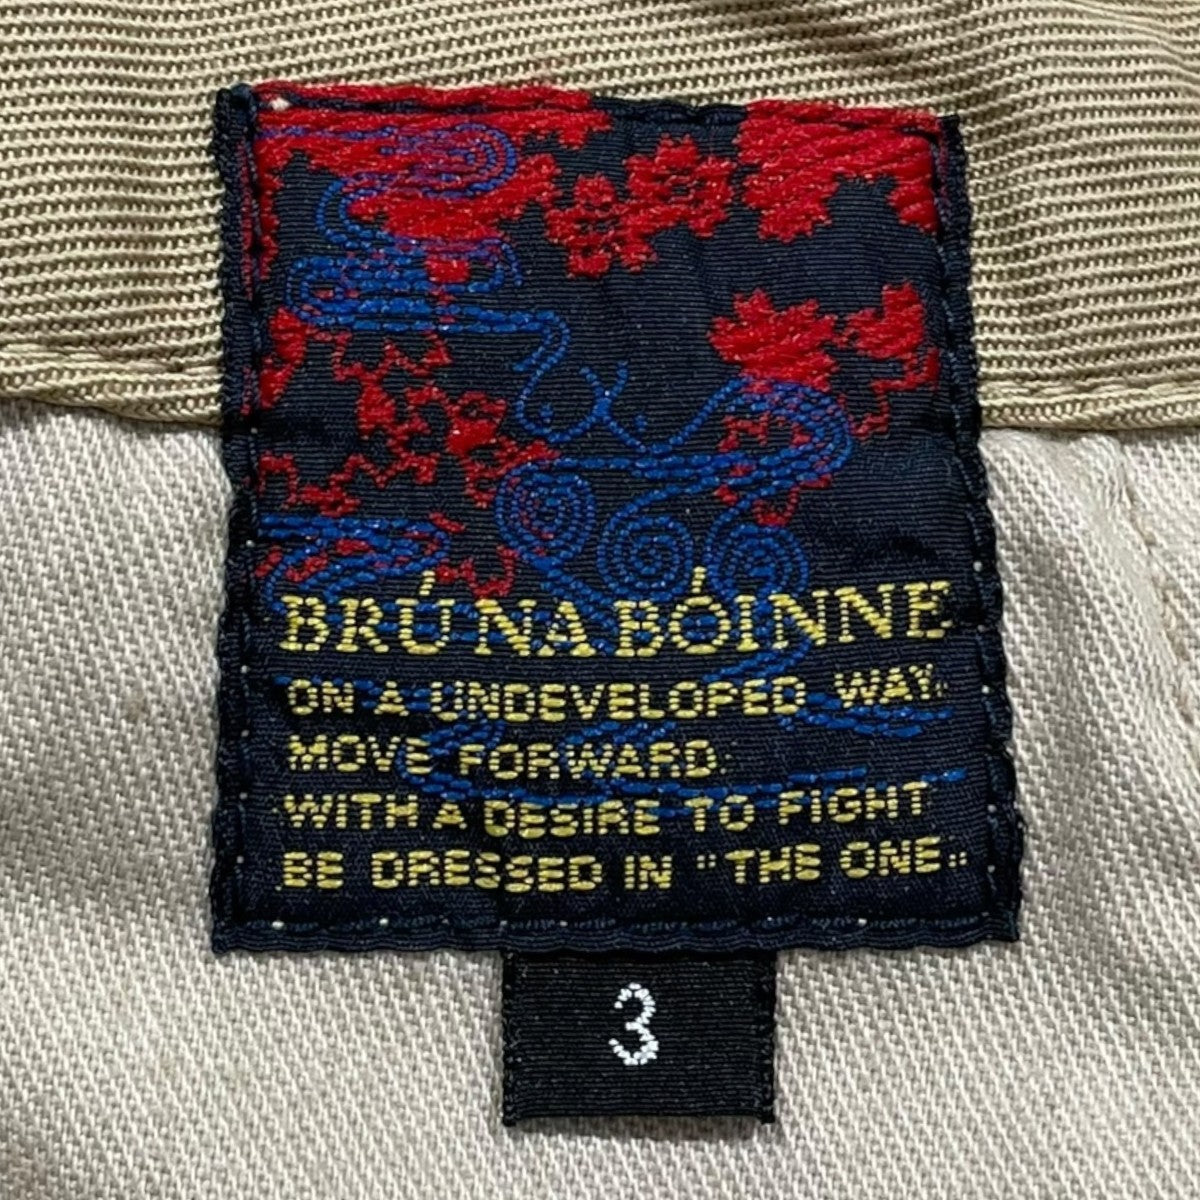 BRÚ NA BÓINNE
ON A UNDEVELOPED WAY,
MOVE FORWARD.
WITH A DESIRE TO FIGHT
BE DRESSED IN "THE ONE„
3